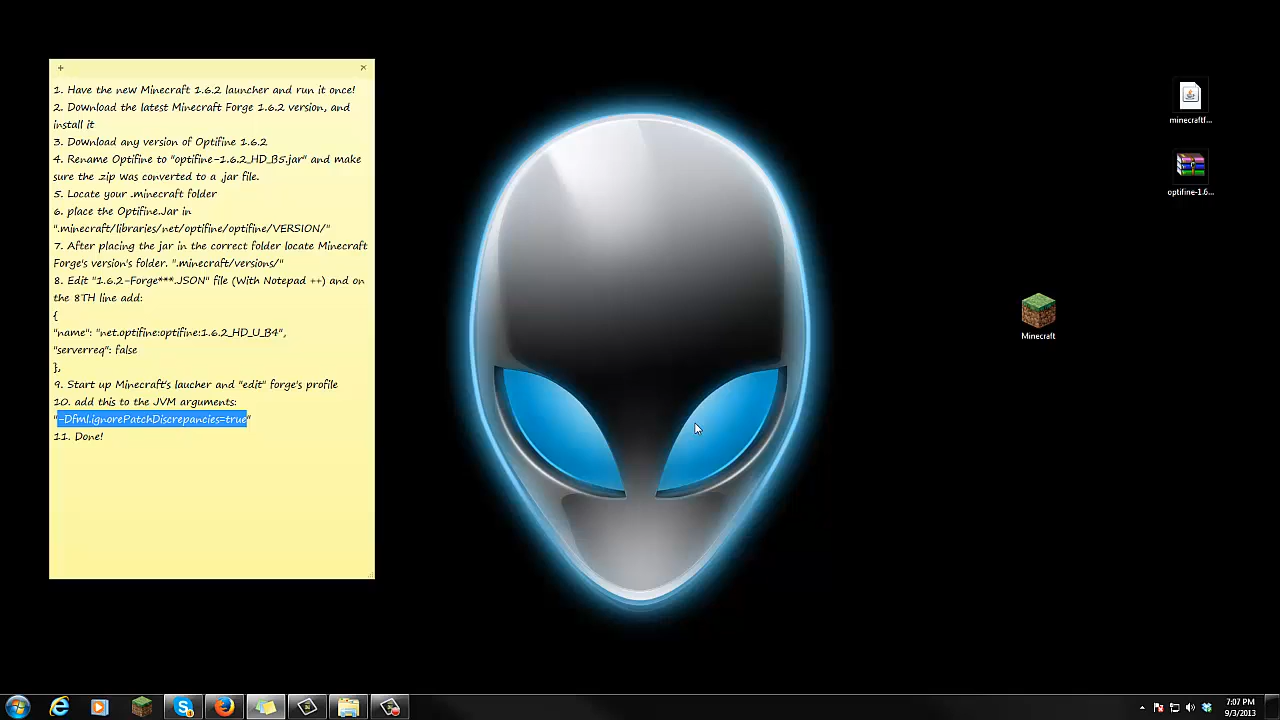 1. Have the new Minecraft 1.6.2 launcher and run it once!
2. Download the latest Minecraft Forge 1.6.2 version, and
install it
3. Download any version of Optifine 1.6.2
4. Rename Optifine to "optifine-1.6.2_HD_B5.jar" and make
sure the .zip was converted to a .jar file.
5. Locate your .minecraft folder
6. place the Optifine.Jar in
".minecraft/libraries/net/optifine/optifine/VERSION/"
7. After placing the jar in the correct folder locate Minecraft
Forge's version's folder. ".minecraft/versions/"
8. Edit "1.6.2-Forge***.JSON" file (With Notepad ++) and on
the 8TH line add:
{
"name": "net.optifine:optifine:1.6.2_HD_U_B4",
"serverreq": false
},
9. Start up Minecraft's laucher and "edit" forge's profile
10. add this to the JVM arguments:
"-Dfml.ignorePatchDiscrepancies=true"
11. Done!
minecraftf...
optifine-1.6...
Minecraft
7:07 PM
9/3/2013